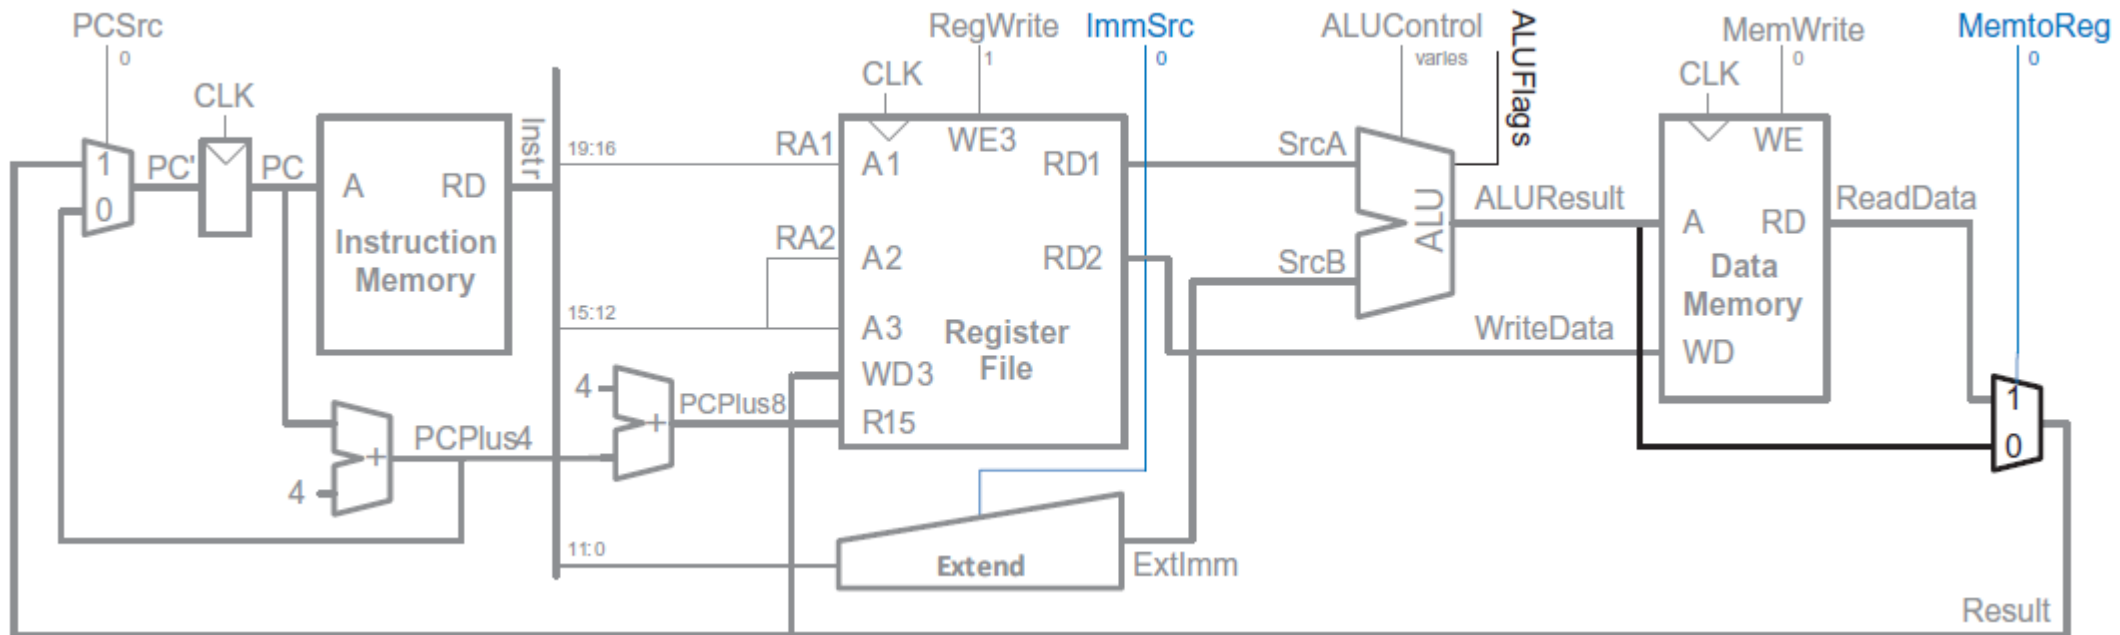 PCSrc
0
RegWrite
1
ImmSrc
0
ALUControl
varies
ALUFlags
MemWrite
0
MemtoReg
0
CLK
CLK
CLK
1
0
PC'
PC
A
RD
Instruction
Memory
Instr
19:16
RA1
RA2
15:12
A1
WE3
RD1
A2
RD2
A3
WD3
R15
Register
File
SrcA
SrcB
ALU
ALUResult
WriteData
WE
A
RD
Data
Memory
WD
ReadData
1
0
4
+
PCPlus4
4
+
PCPlus8
11:0
Extend
ExtImm
Result